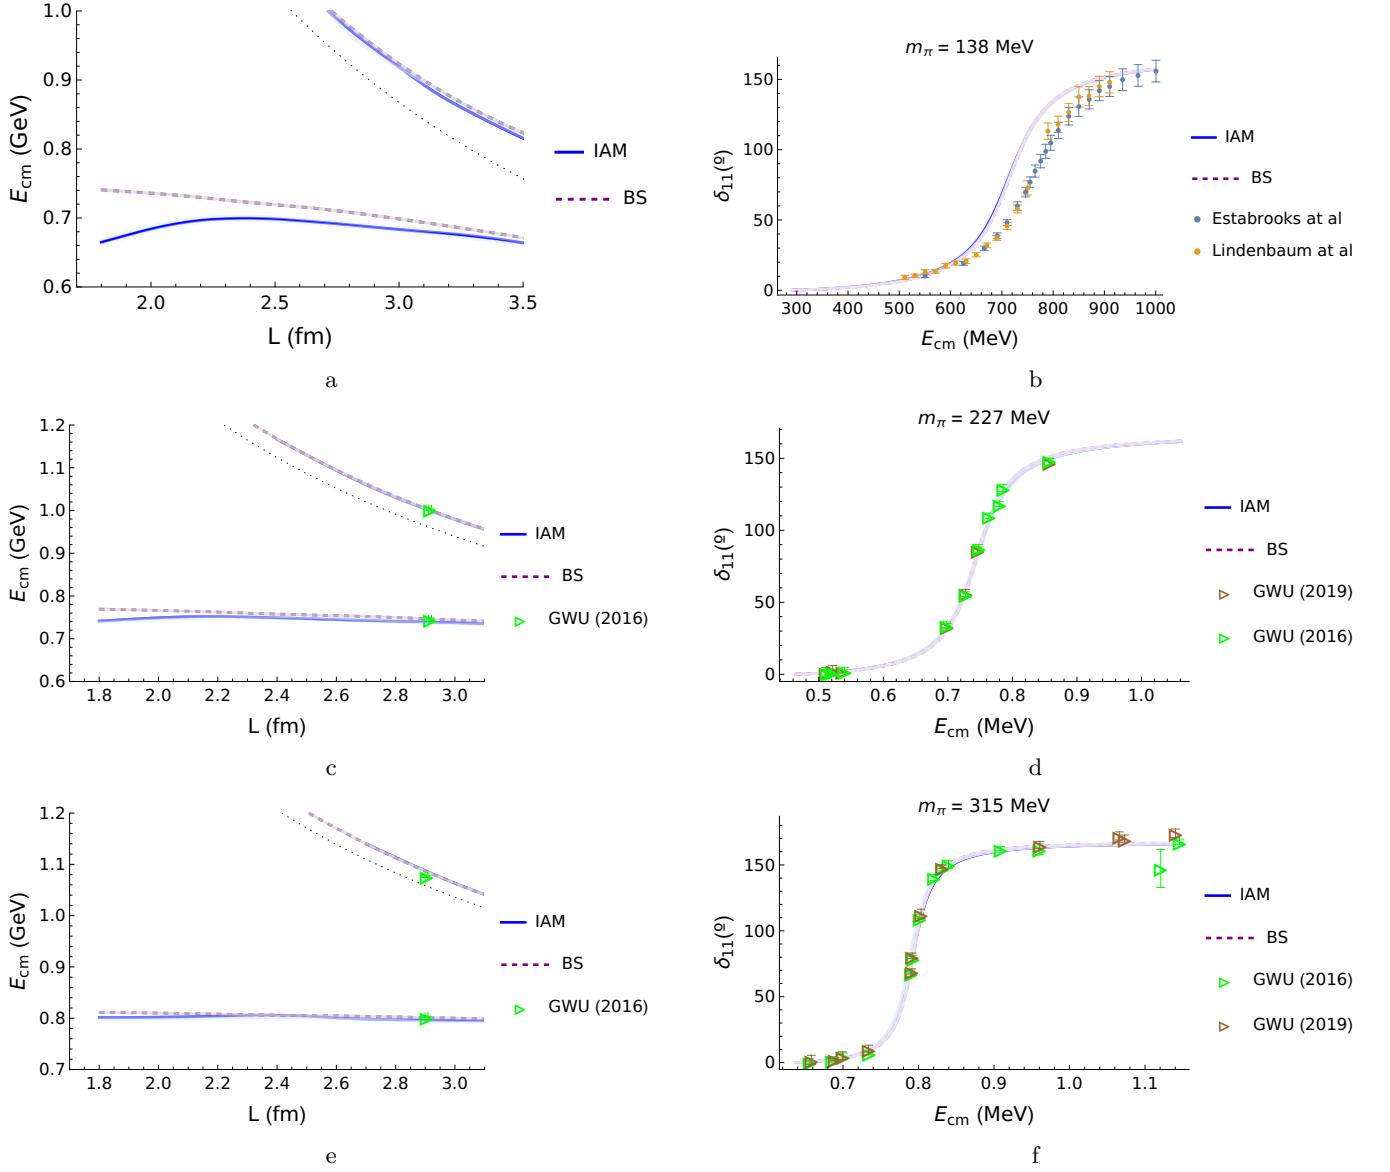 1.0
0.9
0.8
0.7
0.6
E_cm (GeV)
2.0 2.5 3.0 3.5
L (fm)
IAM
BS
a
m_π = 138 MeV
150
100
50
0
δ_11(º)
300 400 500 600 700 800 900 1000
E_cm (MeV)
IAM
BS
Estabrooks at al
Lindenbaum at al
b
1.2
1.1
1.0
0.9
0.8
0.7
0.6
E_cm (GeV)
1.8 2.0 2.2 2.4 2.6 2.8 3.0
L (fm)
IAM
BS
GWU (2016)
c
m_π = 227 MeV
150
100
50
0
δ_11(º)
0.5 0.6 0.7 0.8 0.9 1.0
E_cm (MeV)
IAM
BS
GWU (2019)
GWU (2016)
d
1.2
1.1
1.0
0.9
0.8
0.7
E_cm (GeV)
1.8 2.0 2.2 2.4 2.6 2.8 3.0
L (fm)
IAM
BS
GWU (2016)
e
m_π = 315 MeV
150
100
50
0
δ_11(º)
0.7 0.8 0.9 1.0 1.1
E_cm (MeV)
IAM
BS
GWU (2016)
GWU (2019)
f